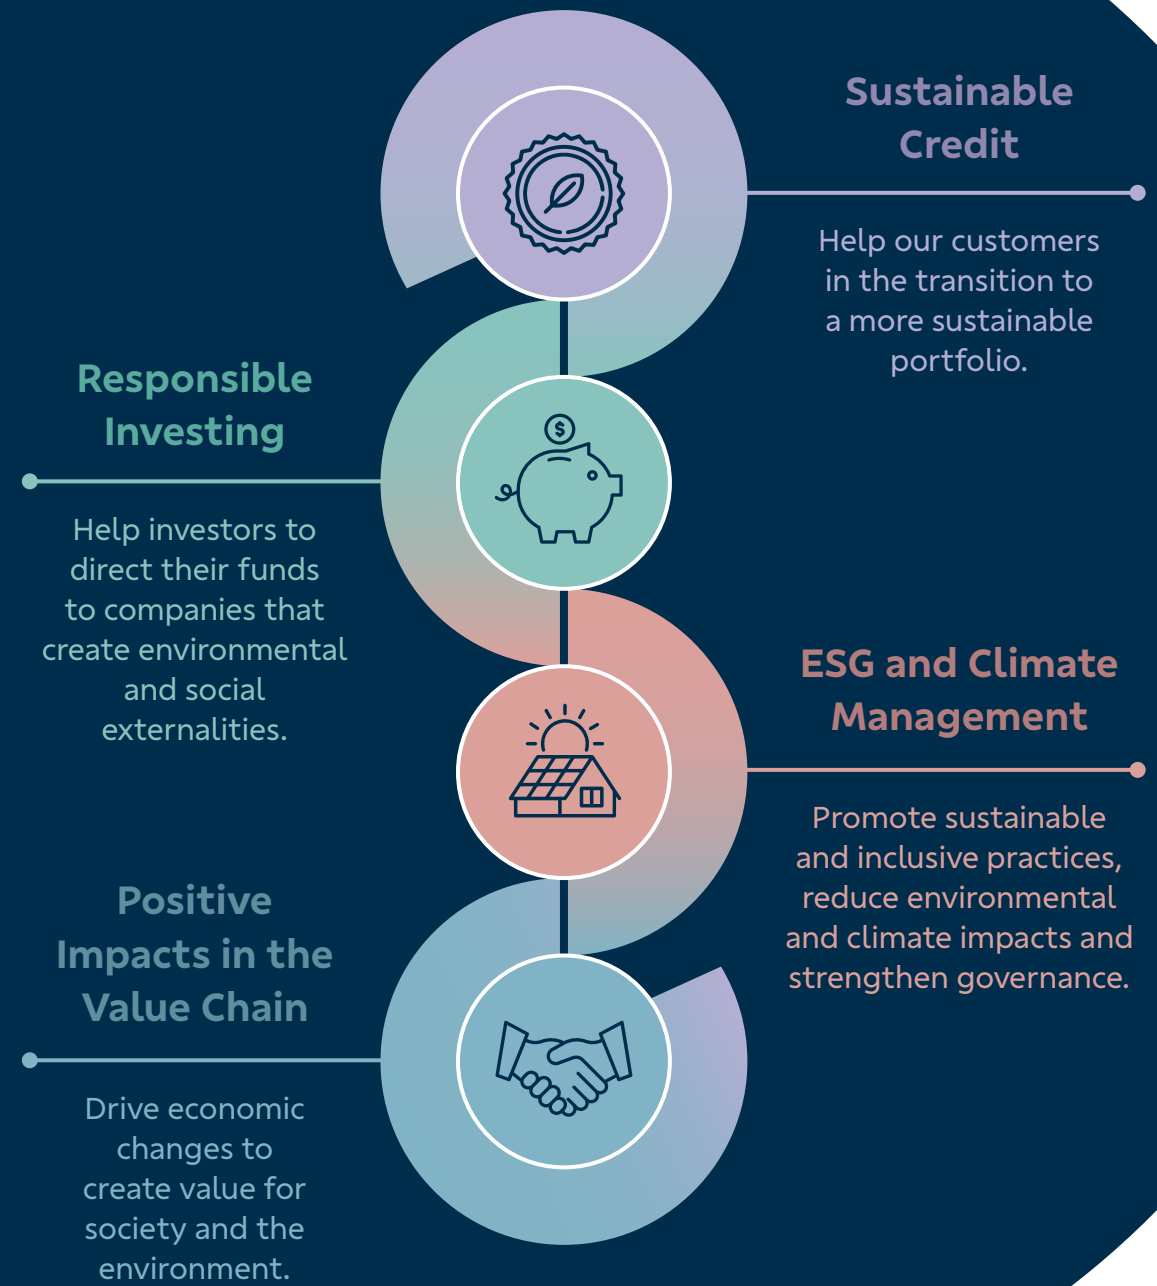 Sustainable
Credit
Help our customers
in the transition to
a more sustainable
portfolio.
Responsible
Investing
$
Help investors to
direct their funds
to companies that
create environmental
and social
externalities.
ESG and Climate
Management
Promote sustainable
and inclusive practices,
reduce environmental
and climate impacts and
strengthen governance.
Positive
Impacts in the
Value Chain
Drive economic
changes to
create value for
society and the
environment.